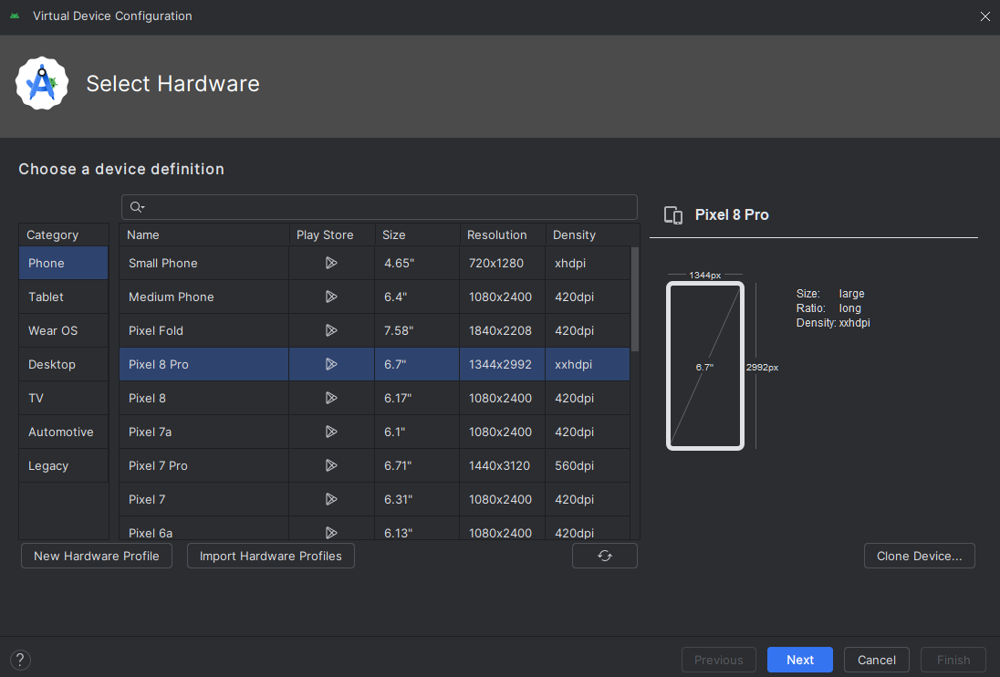 Virtual Device Configuration
Select Hardware
Choose a device definition
Category
Phone
Tablet
Wear OS
Desktop
TV
Automotive
Legacy
Name Play Store Size Resolution Density
Small Phone 4.65" 720x1280 xhdpi
Medium Phone 6.4" 1080x2400 420dpi
Pixel Fold 7.58" 1840x2208 420dpi
Pixel 8 Pro 6.7" 1344x2992 xxhdpi
Pixel 8 6.17" 1080x2400 420dpi
Pixel 7a 6.1" 1080x2400 420dpi
Pixel 7 Pro 6.71" 1440x3120 560dpi
Pixel 7 6.31" 1080x2400 420dpi
Pixel 6a 6.13" 1080x2400 420dpi
New Hardware Profile Import Hardware Profiles
Pixel 8 Pro
1344px
6.7"
2992px
Size: large
Ratio: long
Density: xxhdpi
Clone Device...
?
Previous Next Cancel Finish